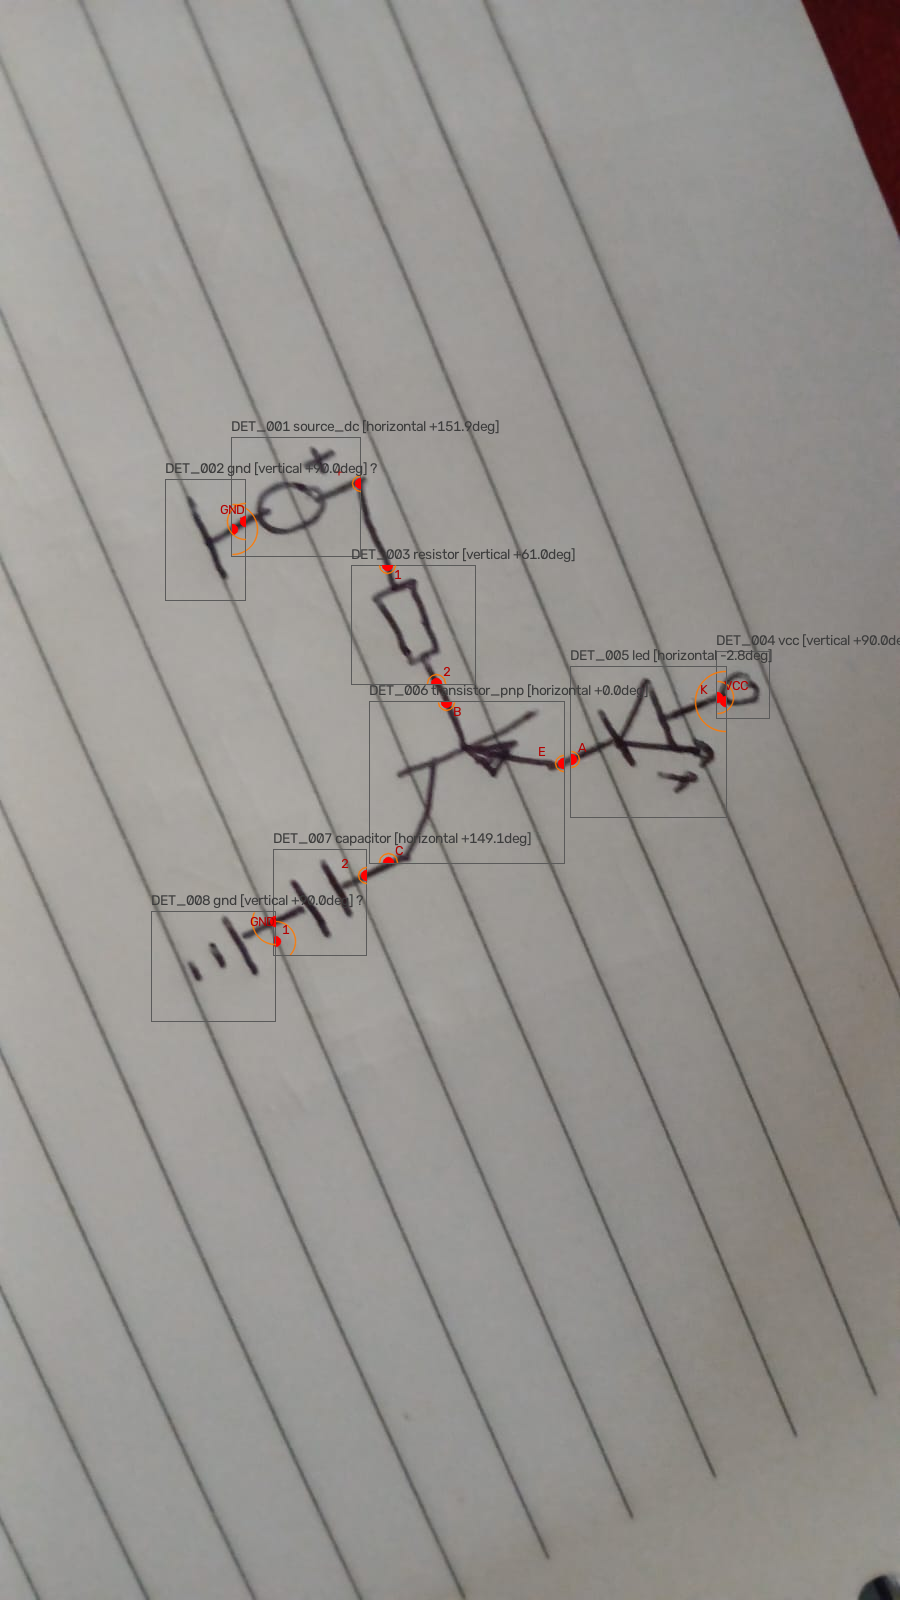 DET_001 source_dc [horizontal +151.9deg]
+
DET_002 gnd [vertical +90.0deg] ?
GND
DET_003 resistor [vertical +61.0deg]
1
2
DET_004 vcc [vertical +90.0de
VCC
DET_005 led [horizontal -2.8deg]
K
A
DET_006 transistor_pnp [horizontal +0.0deg]
B
E
C
DET_007 capacitor [horizontal +149.1deg]
2
1
DET_008 gnd [vertical +90.0deg] ?
GND